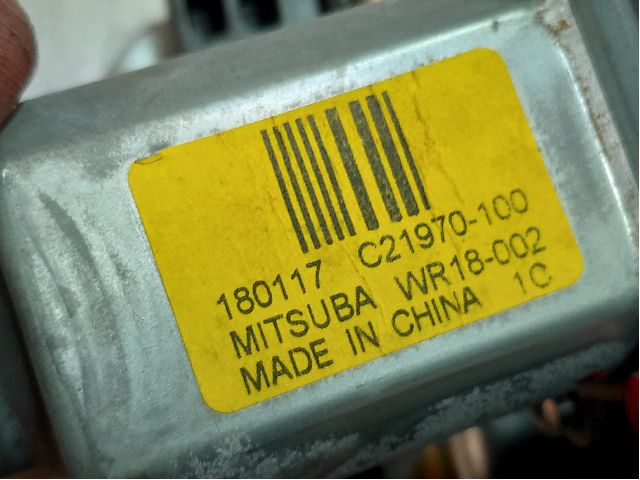 180117 C21970-100
MITSUBA WR18-002
MADE IN CHINA 1C